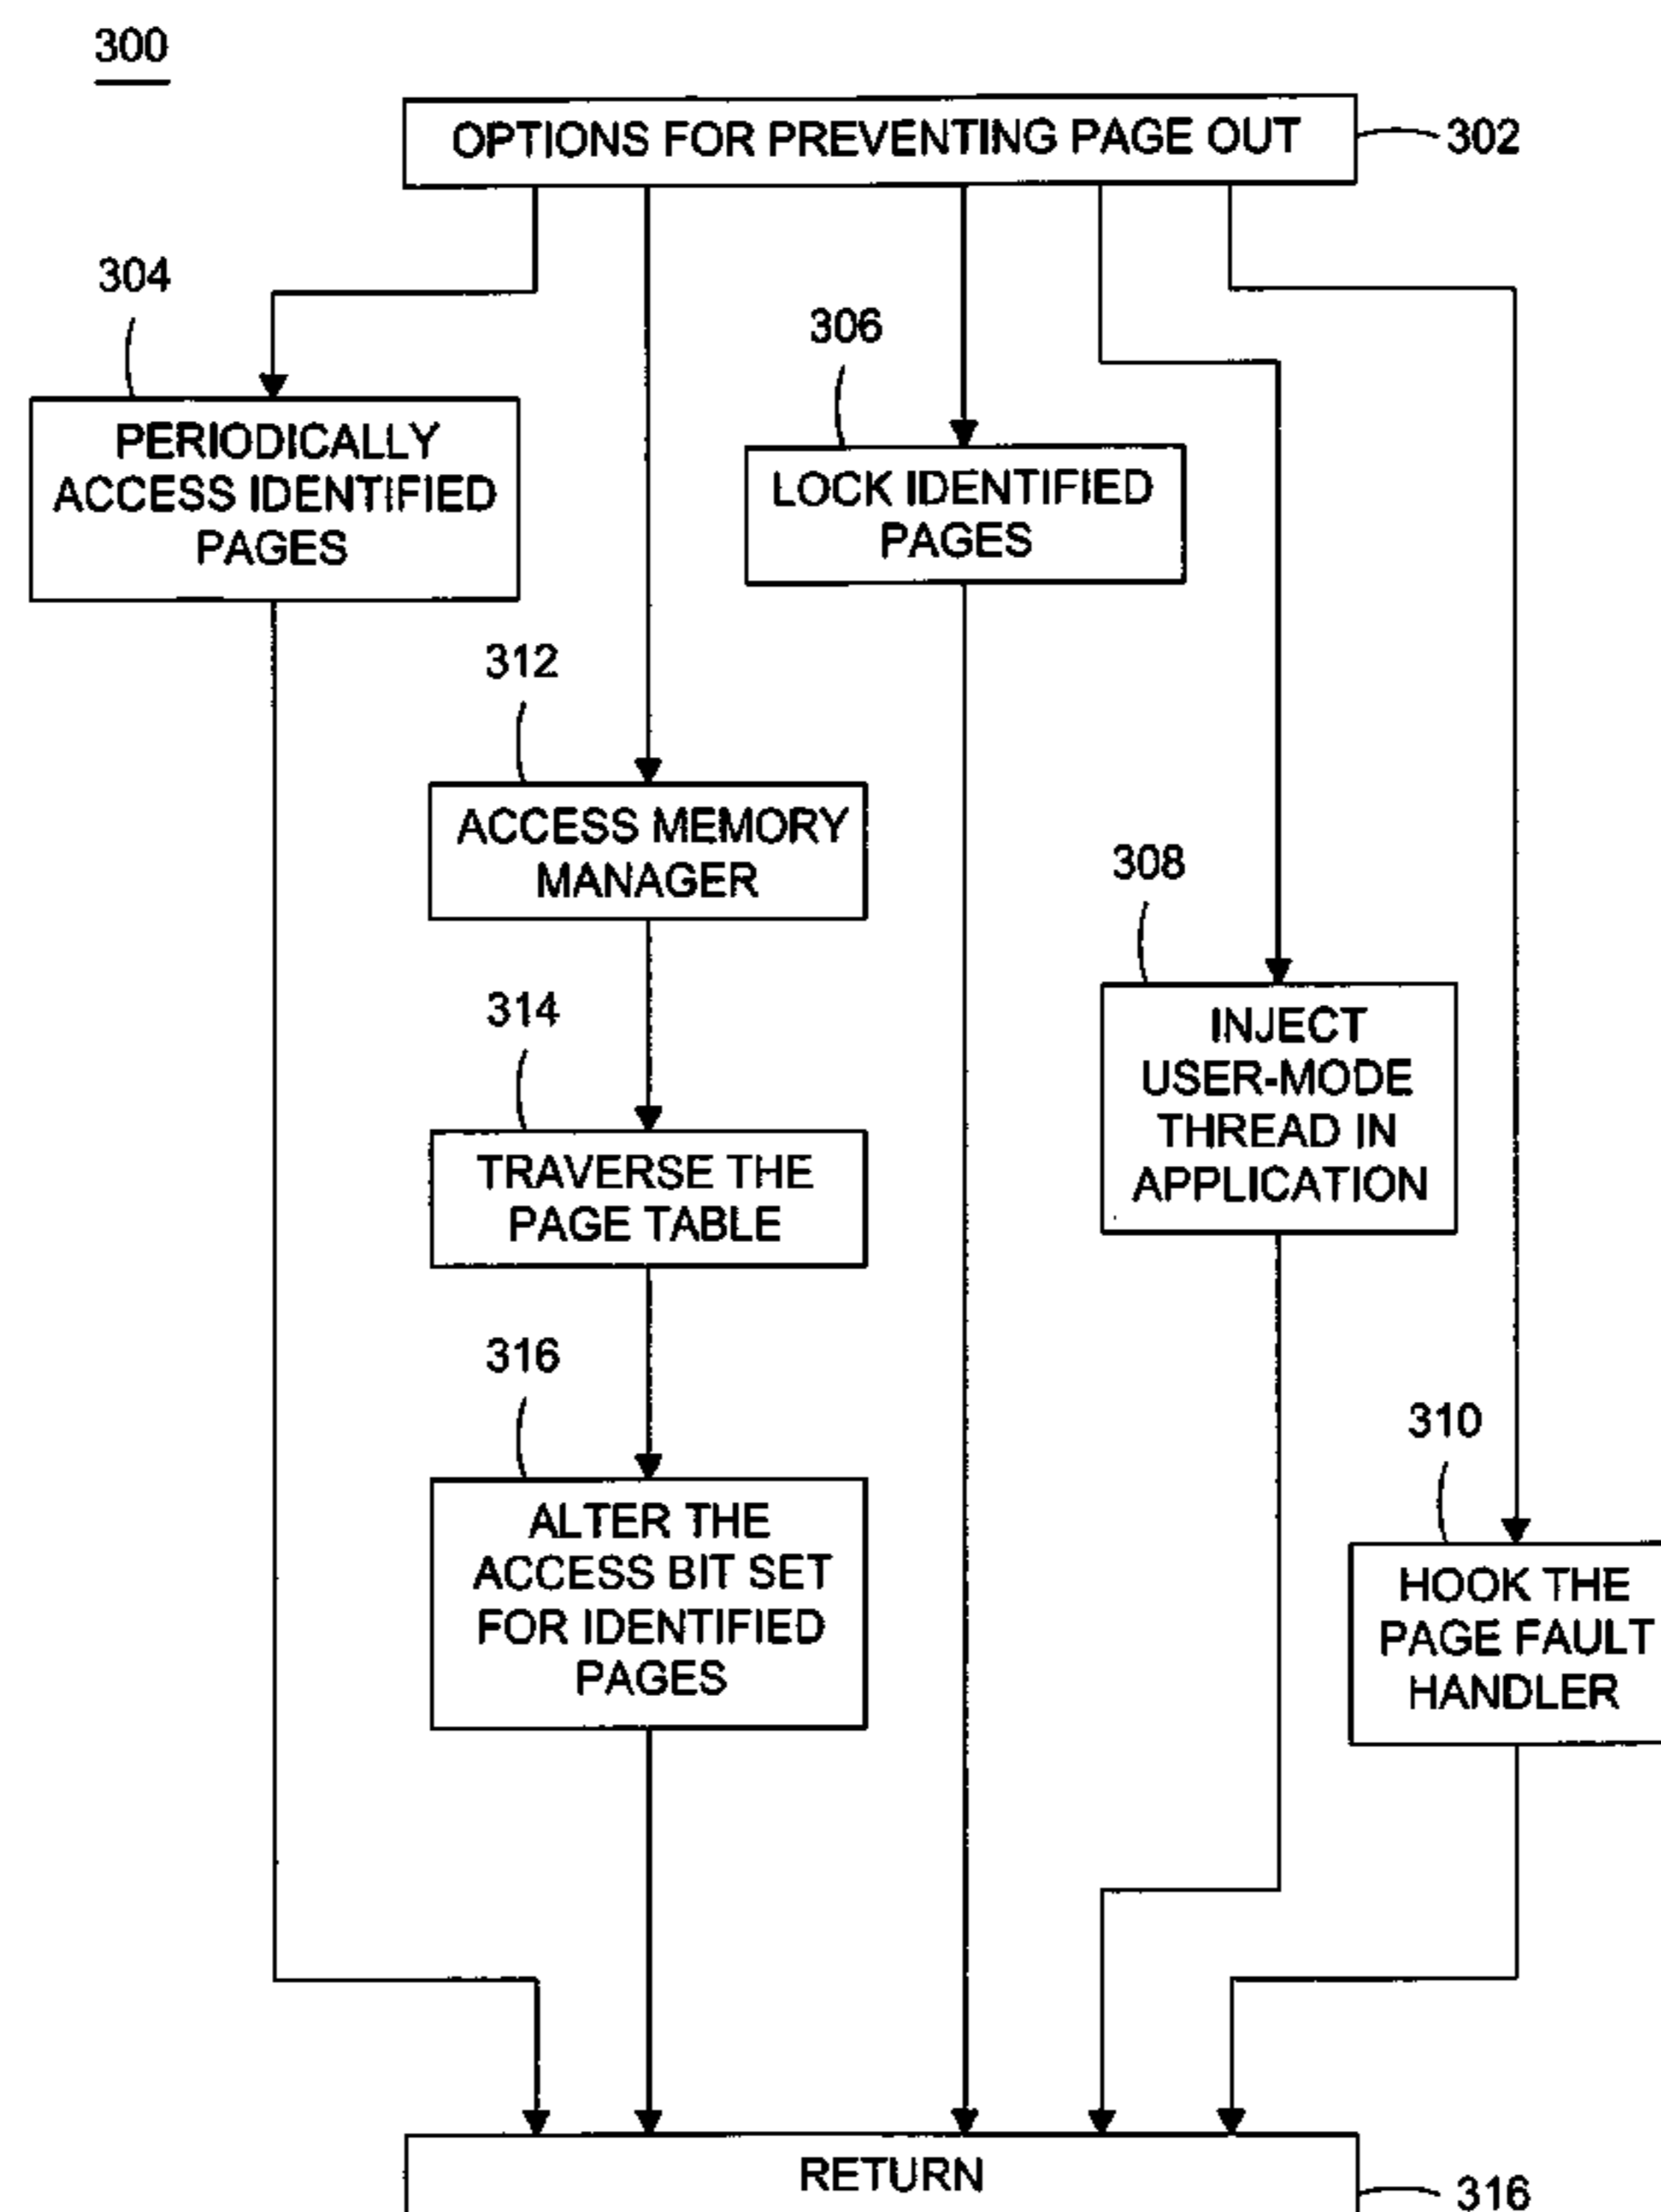 300
OPTIONS FOR PREVENTING PAGE OUT
302
304
PERIODICALLY
ACCESS IDENTIFIED
PAGES
306
LOCK IDENTIFIED
PAGES
312
ACCESS MEMORY
MANAGER
308
INJECT
USER-MODE
THREAD IN
APPLICATION
314
TRAVERSE THE
PAGE TABLE
316
ALTER THE
ACCESS BIT SET
FOR IDENTIFIED
PAGES
310
HOOK THE
PAGE FAULT
HANDLER
RETURN
316